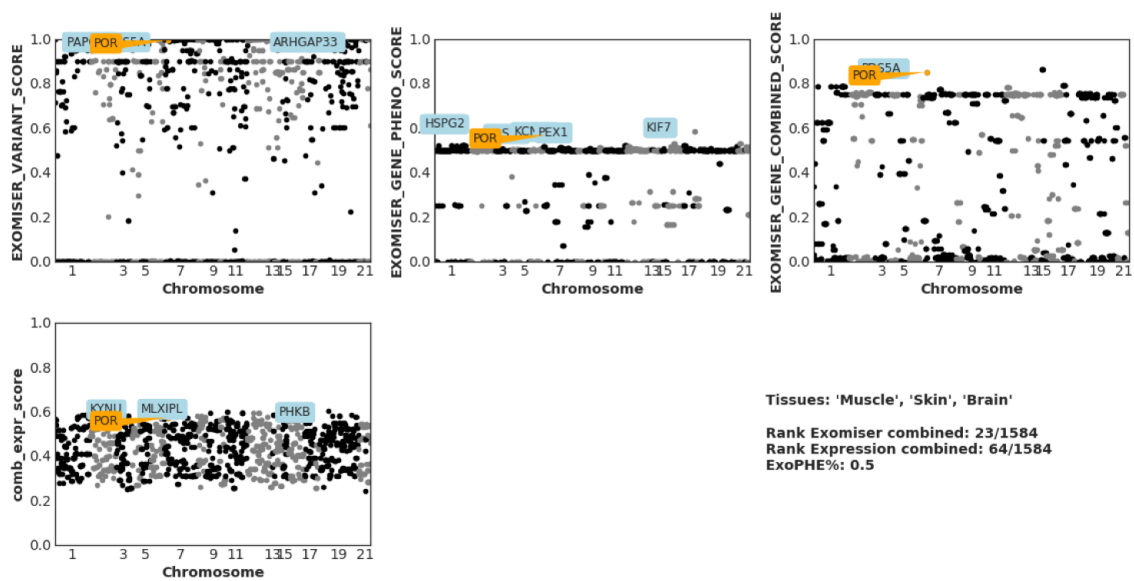 EXOMISER_VARIANT_SCORE
1.0
0.8
0.6
0.4
0.2
0.0
POR
ARHGAP33
1 3 5 7 9 11 13 15 17 19 21
Chromosome
EXOMISER_GENE_PHENO_SCORE
1.0
0.8
0.6
0.4
0.2
0.0
HSPG2
POR
PEX1
KIF7
1 3 5 7 9 11 13 15 17 19 21
Chromosome
EXOMISER_GENE_COMBINED_SCORE
1.0
0.8
0.6
0.4
0.2
0.0
POR
1 3 5 7 9 11 13 15 17 19 21
Chromosome
comb_expr_score
1.0
0.8
0.6
0.4
0.2
0.0
KYNU
POR
MLXIPL
PHKB
1 3 5 7 9 11 13 15 17 19 21
Chromosome
Tissues: 'Muscle', 'Skin', 'Brain'
Rank Exomiser combined: 23/1584
Rank Expression combined: 64/1584
ExoPHE%: 0.5